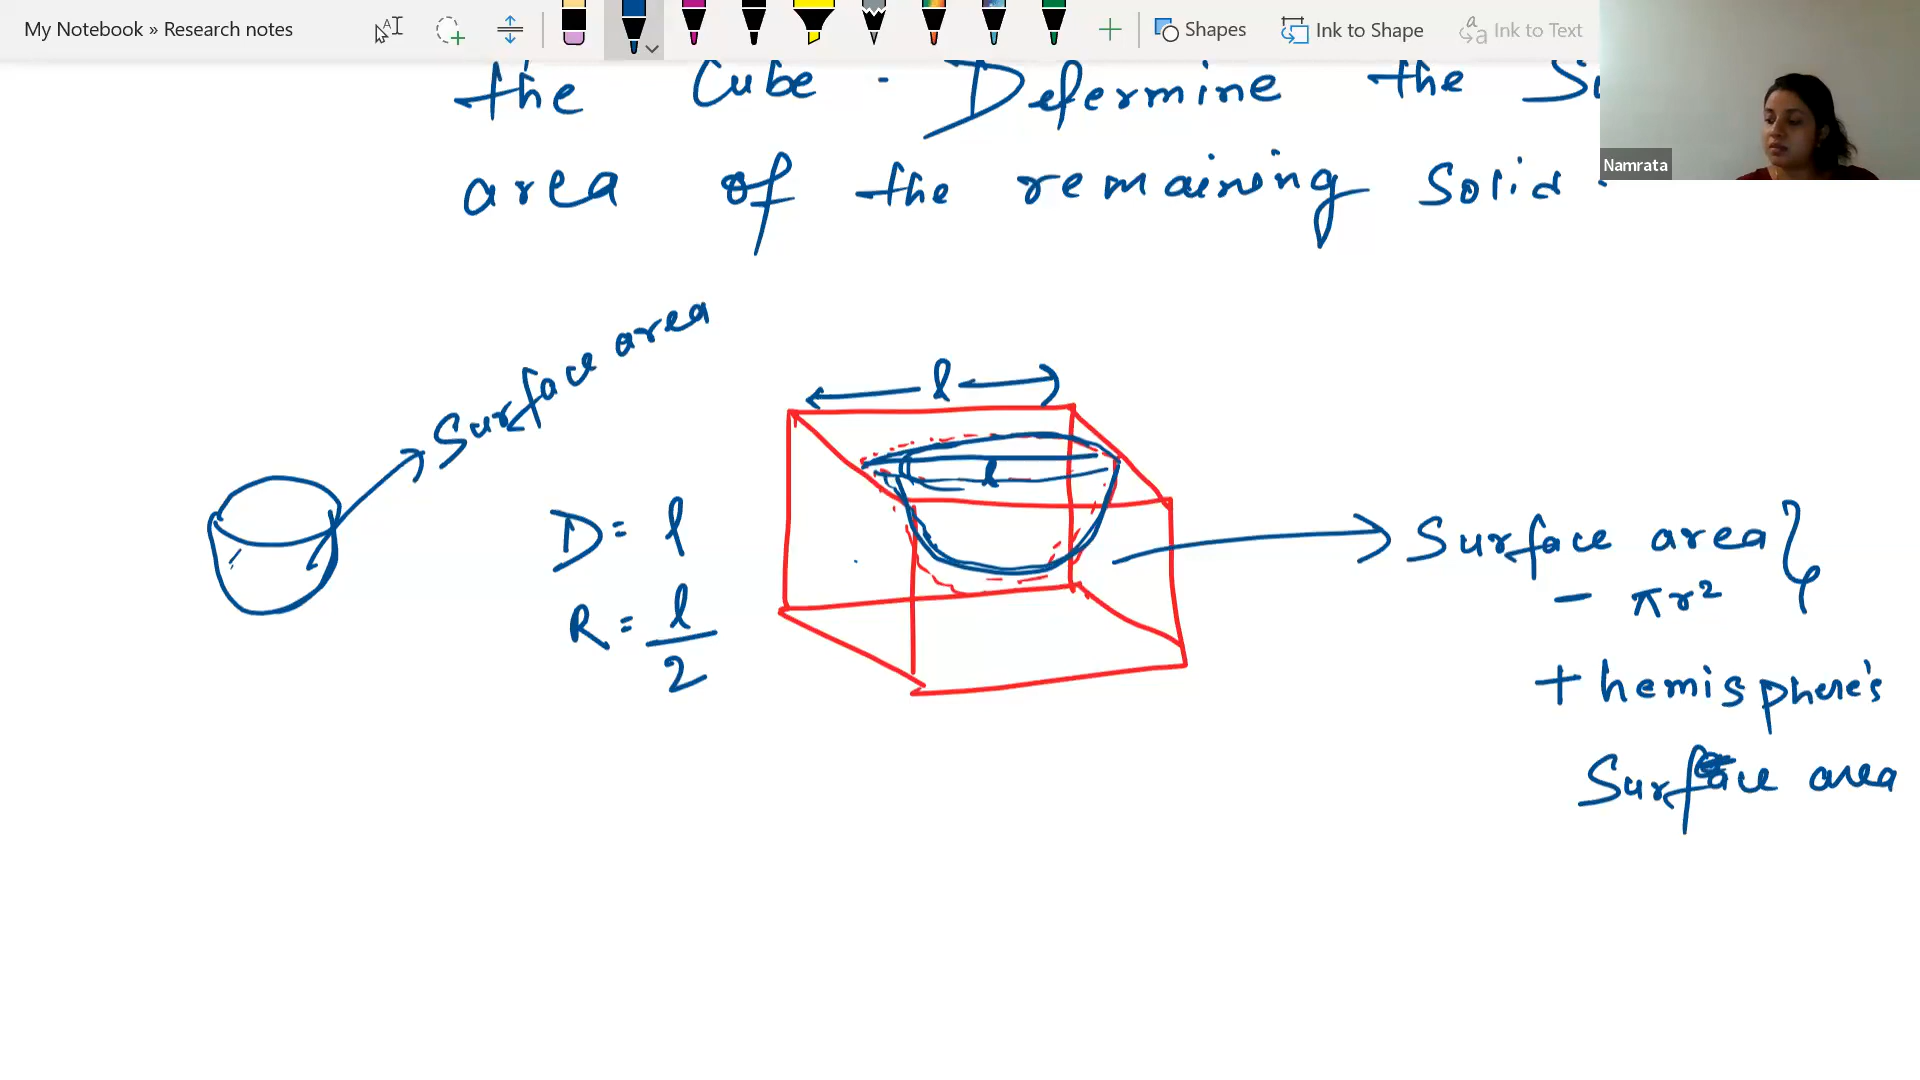 My Notebook » Research notes
Shapes
Ink to Shape
Ink to Text
Namrata
the Cube. Determine the
area of the remaining Solid.
Surface area
l
l
D = l
R = l/2
Surface area
- πr²
+ hemisphere's
Surface area